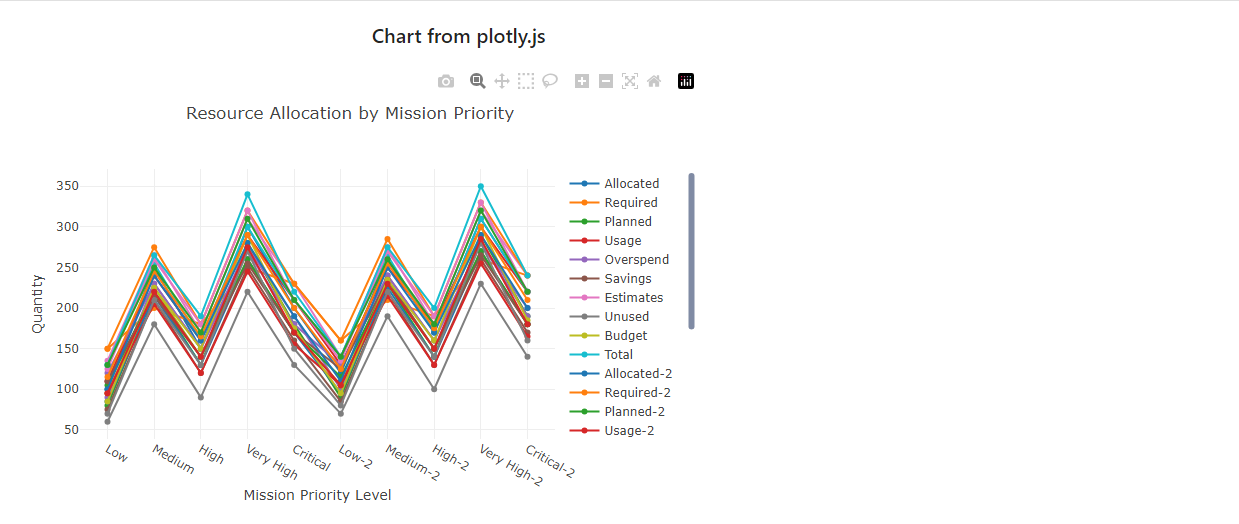 Chart from plotly.js
Resource Allocation by Mission Priority
350
300
250
200
150
100
50
Quantity
Low
Medium
High
Very High
Critical
Low-2
Medium-2
High-2
Very High-2
Critical-2
Mission Priority Level
Allocated
Required
Planned
Usage
Overspend
Savings
Estimates
Unused
Budget
Total
Allocated-2
Required-2
Planned-2
Usage-2